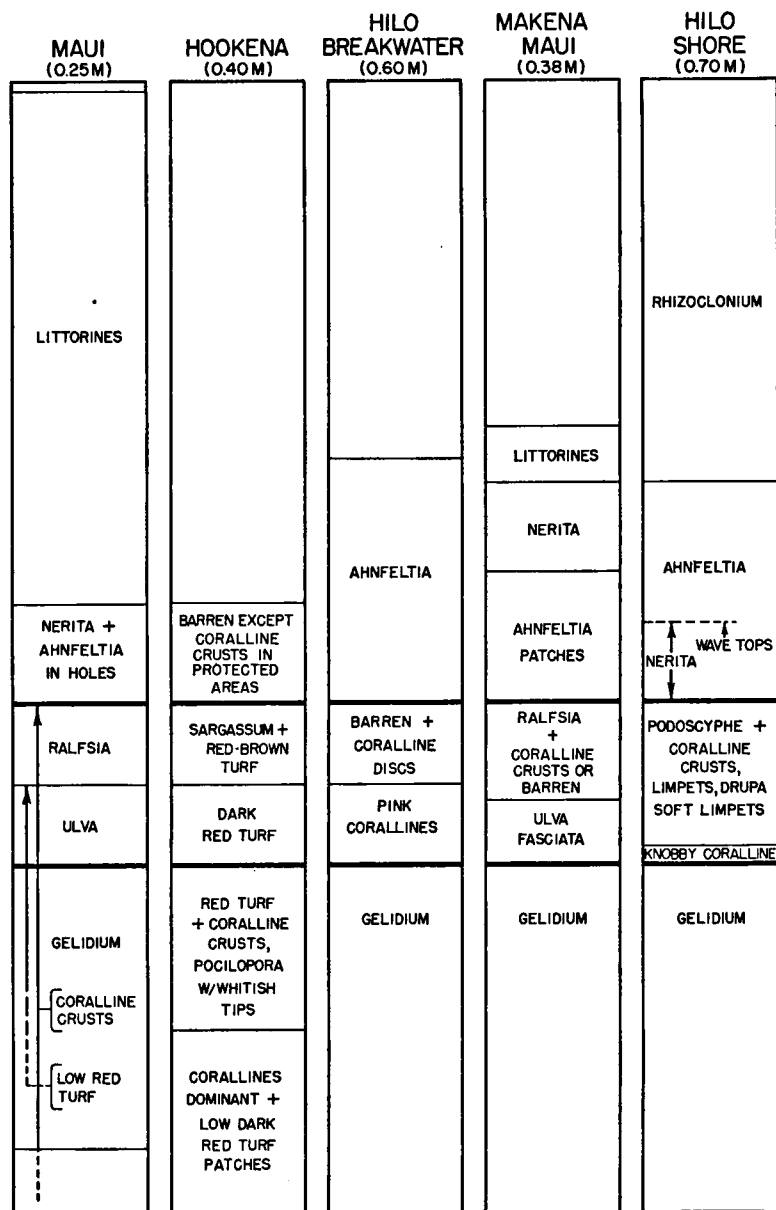 MAUI
(0.25M)
LITTORINES
NERITA +
AHNFELTIA
IN HOLES
RALFSIA
ULVA
GELIDIUM
CORALLINE
CRUSTS
LOW RED
TURF
HOOKENA
(0.40M)
BARREN EXCEPT
CORALLINE
CRUSTS IN
PROTECTED
AREAS
SARGASSUM +
RED-BROWN
TURF
DARK
RED TURF
RED TURF
+ CORALLINE
CRUSTS,
POCILOPORA
W/WHITISH
TIPS
CORALLINES
DOMINANT +
LOW DARK
RED TURF
PATCHES
HILO
BREAKWATER
(0.60M)
AHNFELTIA
BARREN +
CORALLINE
DISCS
PINK
CORALLINES
GELIDIUM
MAKENA
MAUI
(0.38M)
LITTORINES
NERITA
AHNFELTIA
PATCHES
RALFSIA
+
CORALLINE
CRUSTS OR
BARREN
ULVA
FASCIATA
GELIDIUM
HILO
SHORE
(0.70M)
RHIZOCLONIUM
AHNFELTIA
WAVE TOPS
NERITA
PODOSCYPHE +
CORALLINE
CRUSTS,
LIMPETS, DRUPA
SOFT LIMPETS
KNOBBY CORALLINE
GELIDIUM